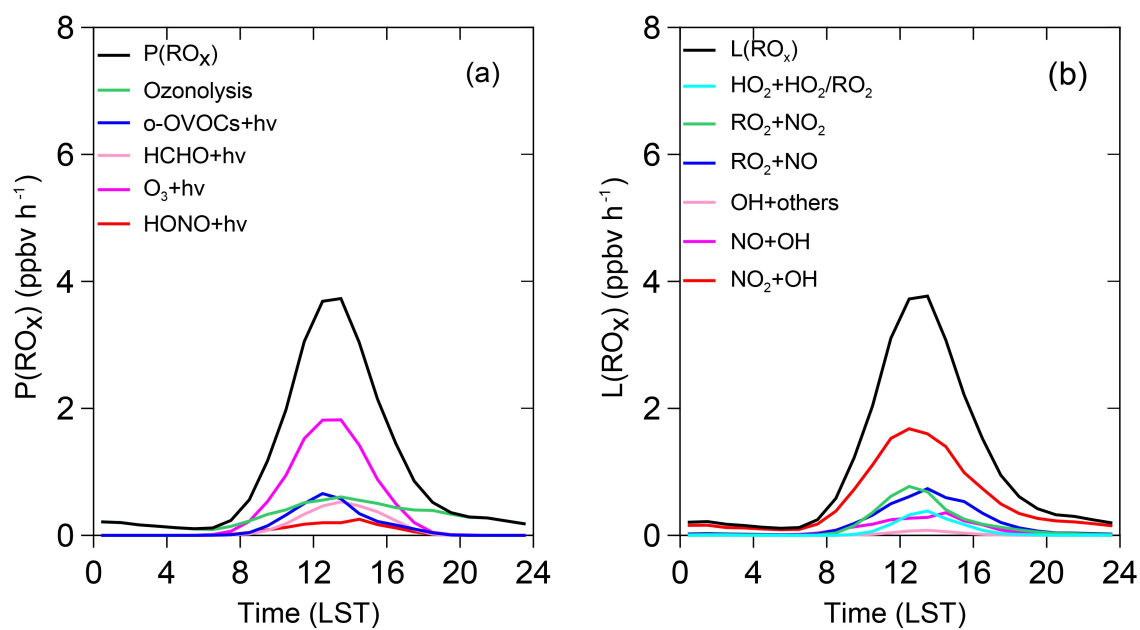 8
6
4
2
0
P(ROx) (ppbv h⁻¹)
P(ROx)
Ozonolysis
o-OVOCs+hv
HCHO+hv
O₃+hv
HONO+hv
(a)
0 4 8 12 16 20 24
Time (LST)
8
6
4
2
0
L(ROx) (ppbv h⁻¹)
L(ROₓ)
HO₂+HO₂/RO₂
RO₂+NO₂
RO₂+NO
OH+others
NO+OH
NO₂+OH
(b)
0 4 8 12 16 20 24
Time (LST)